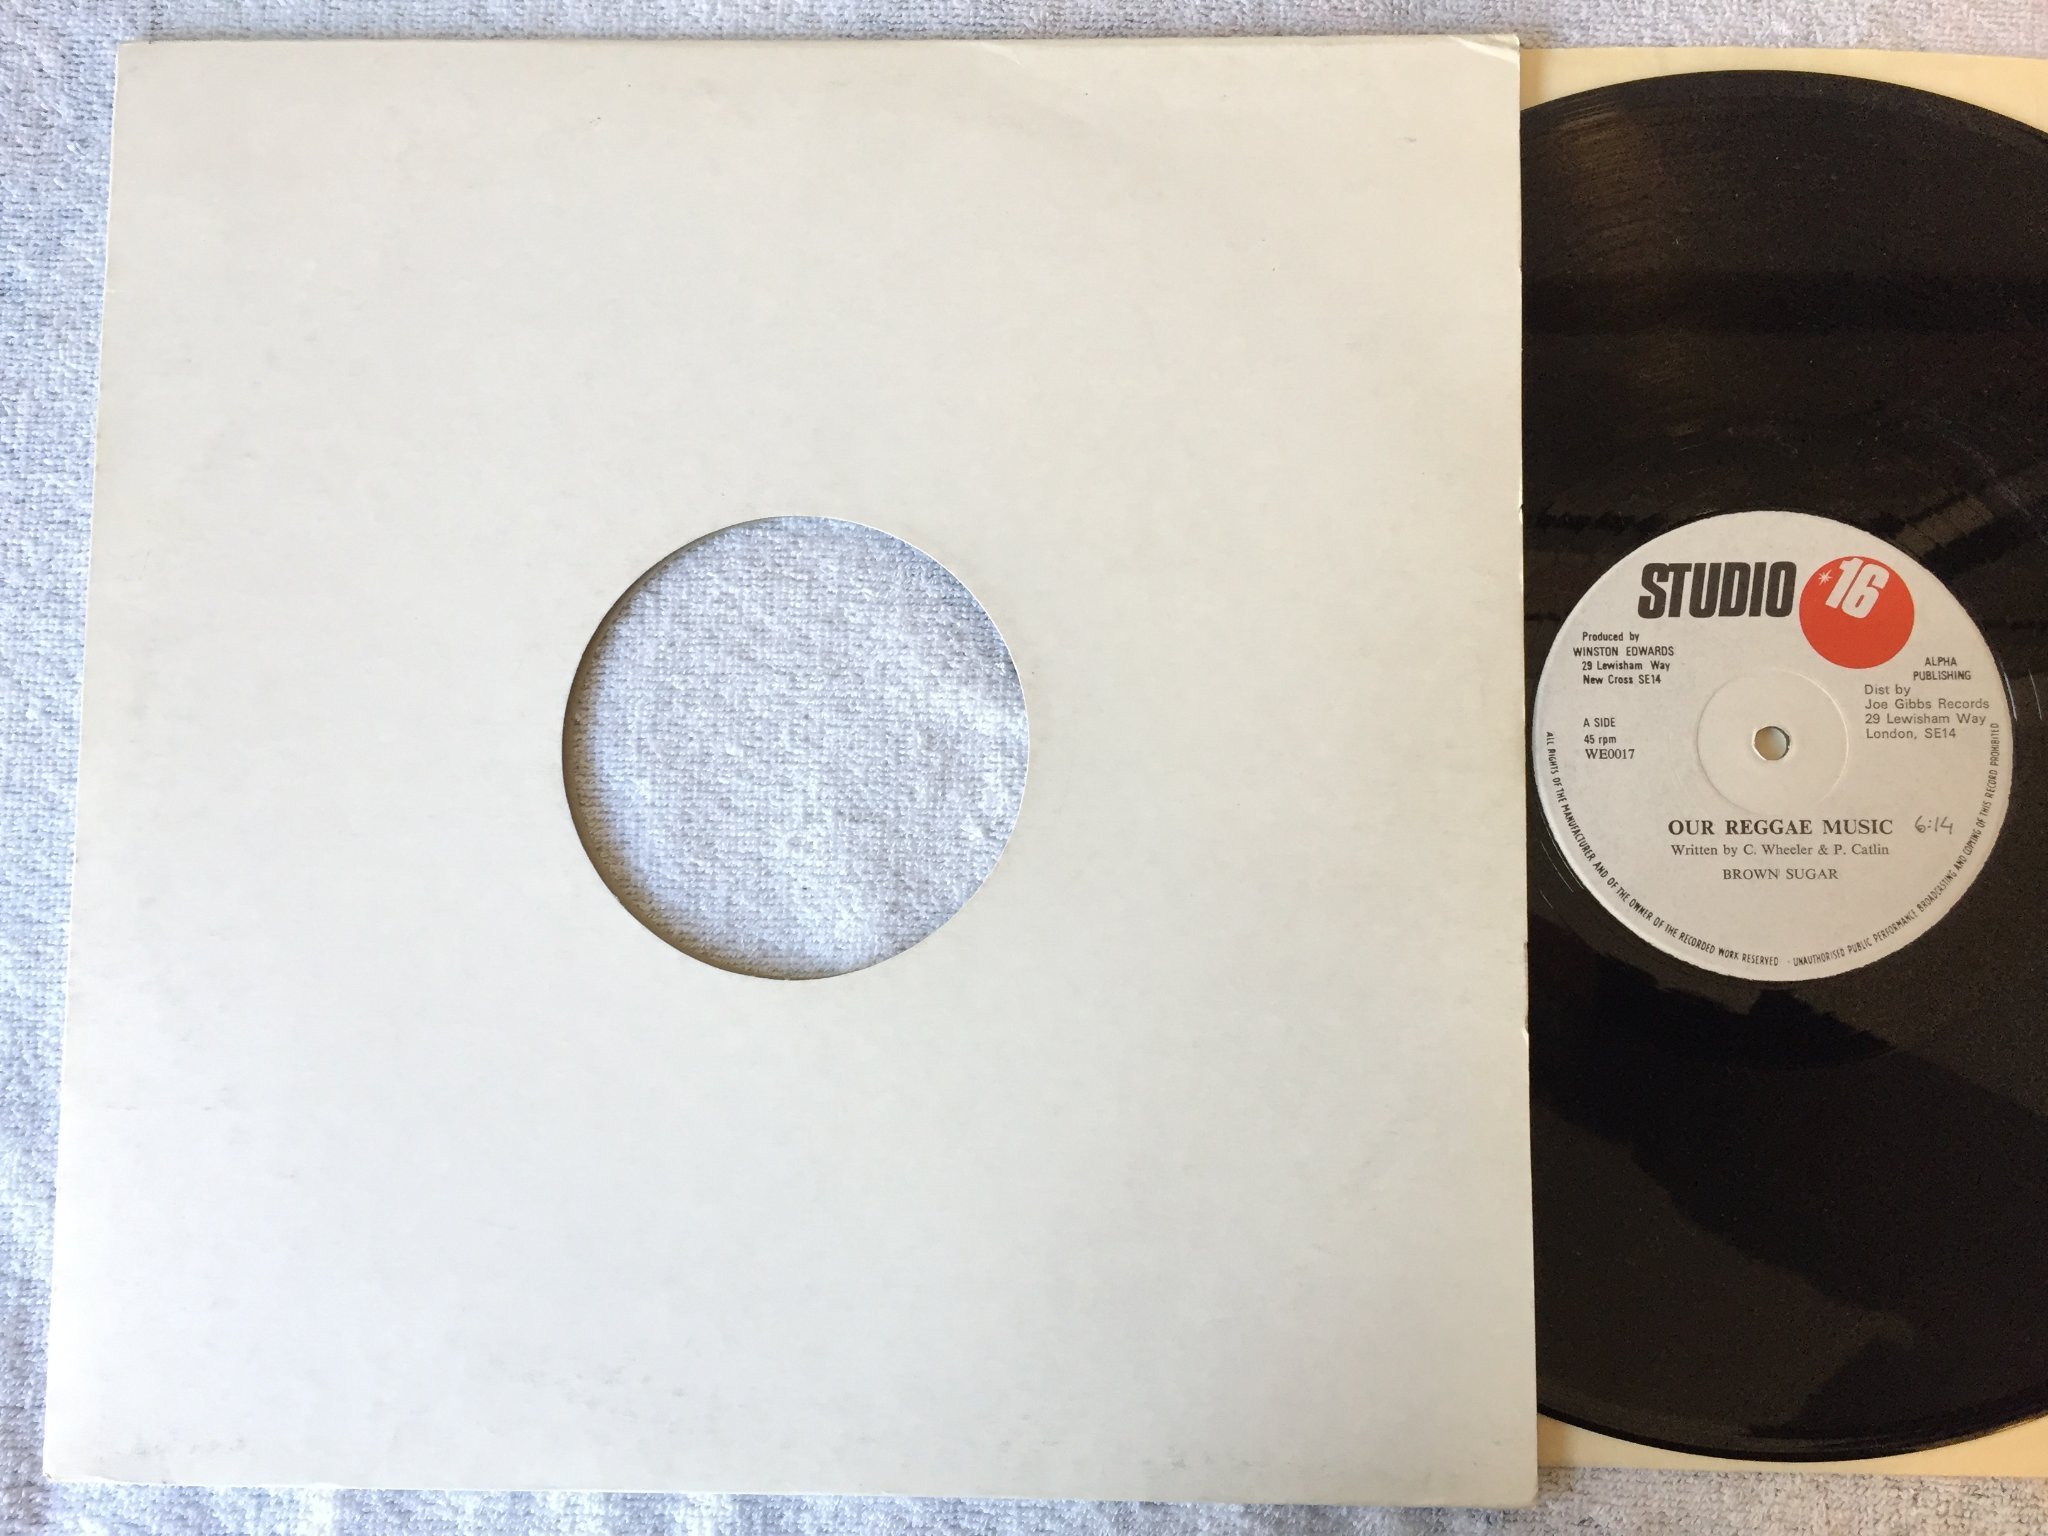 STUDIO 16
Produced by
WINSTON EDWARDS
29 Lewisham Way
New Cross SE14
ALPHA
PUBLISHING
Dist by
Joe Gibbs Records
29 Lewisham Way
London, SE14
A SIDE
45 rpm
WE0017
OUR REGGAE MUSIC 6:14
Written by C. Wheeler & P. Catlin
BROWN SUGAR
ALL RIGHTS OF THE MANUFACTURER AND OF THE OWNER OF THE RECORDED WORK RESERVED - UNAUTHORISED PUBLIC PERFORMANCE BROADCASTING AND COPYING OF THIS RECORD PROHIBITED